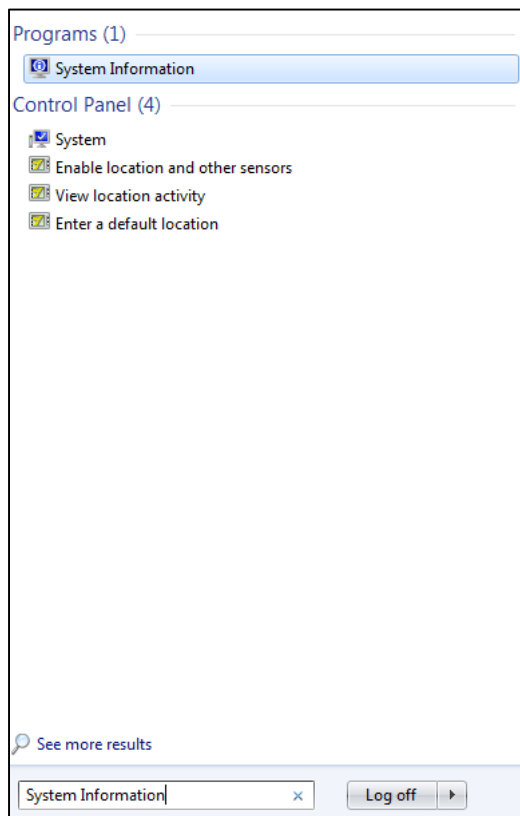 Programs (1)
System Information
Control Panel (4)
System
Enable location and other sensors
View location activity
Enter a default location
See more results
System Information
Log off